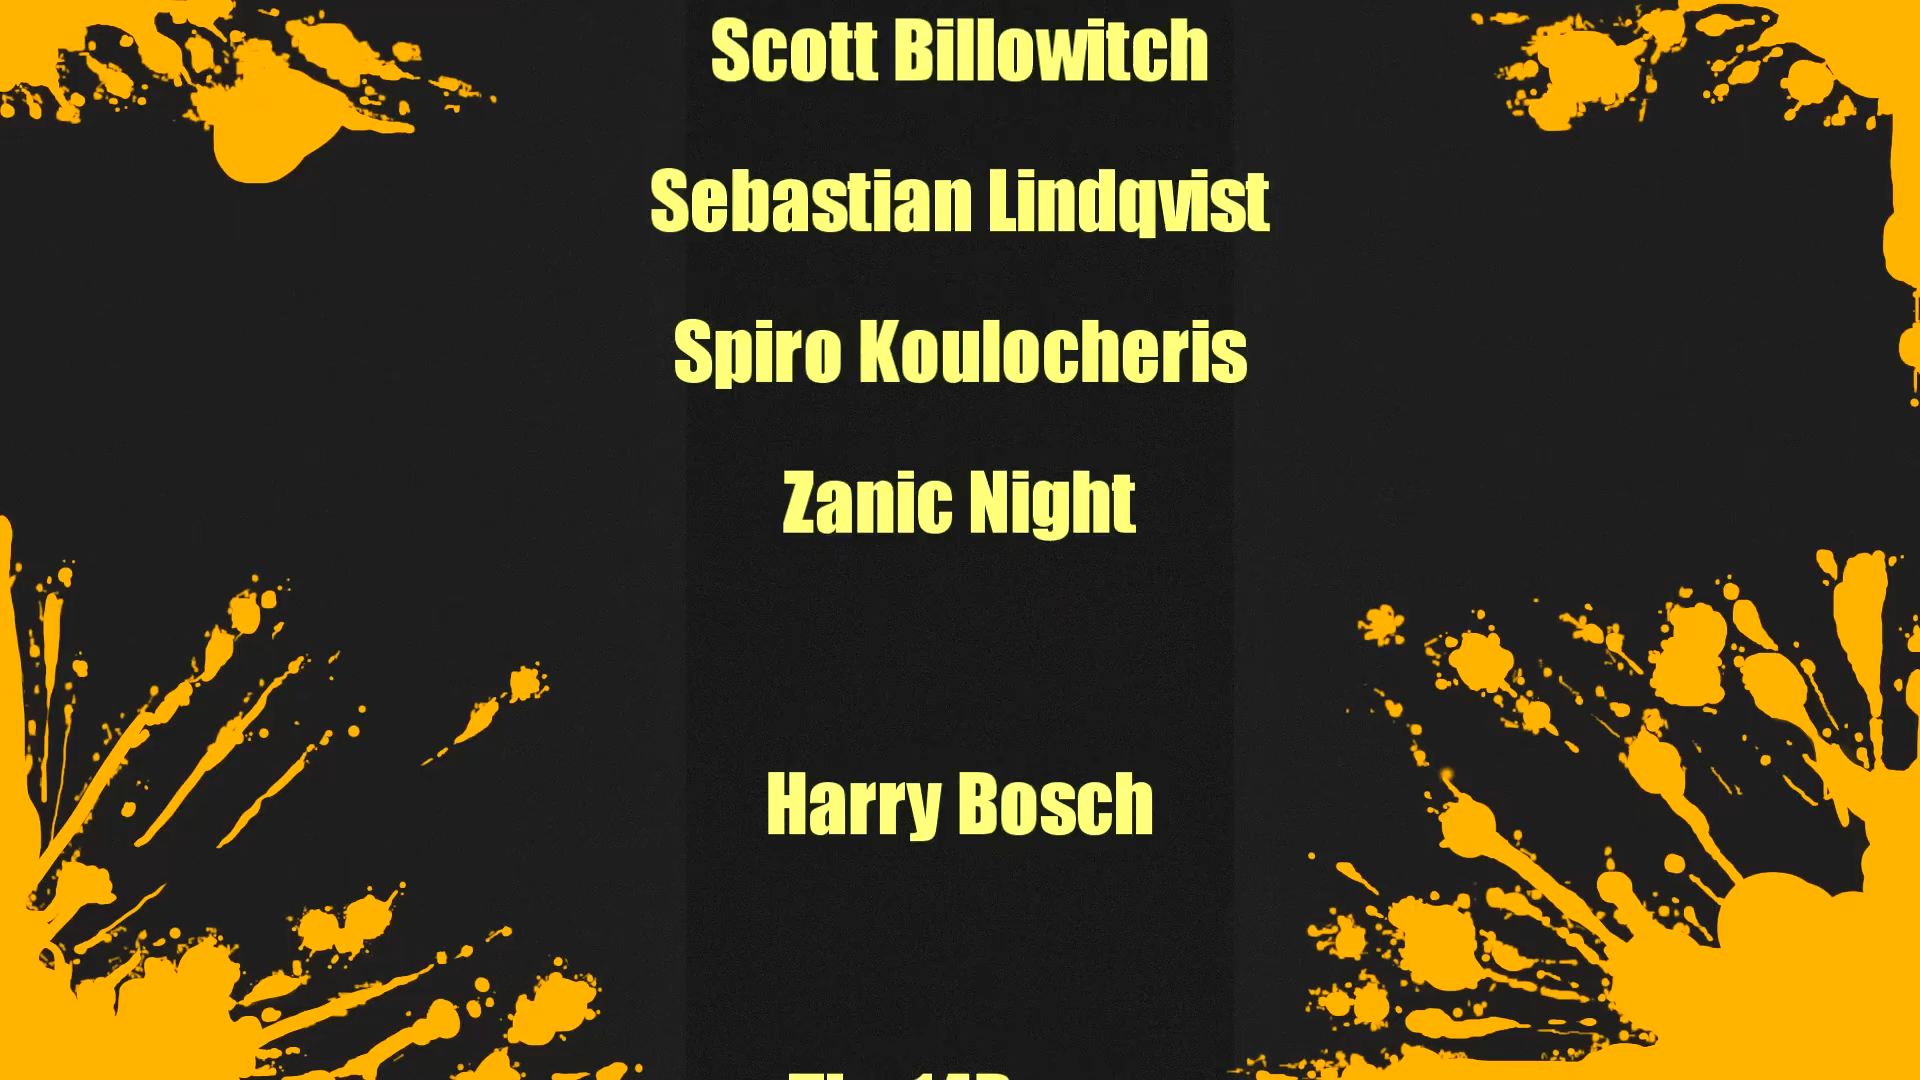 Scott Billowitch
Sebastian Lindqvist
Spiro Koulocheris
Zanic Night
Harry Bosch